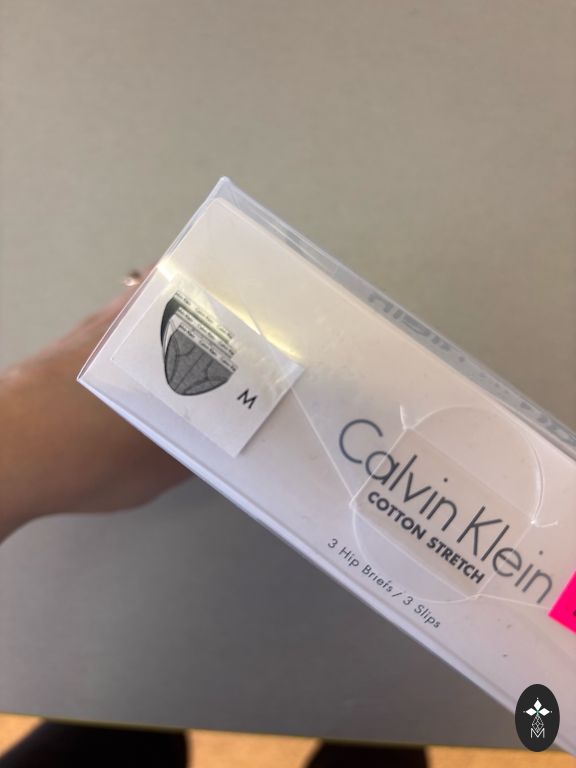 M
Calvin Klein
COTTON STRETCH
3 Hip Briefs / 3 Slips
M